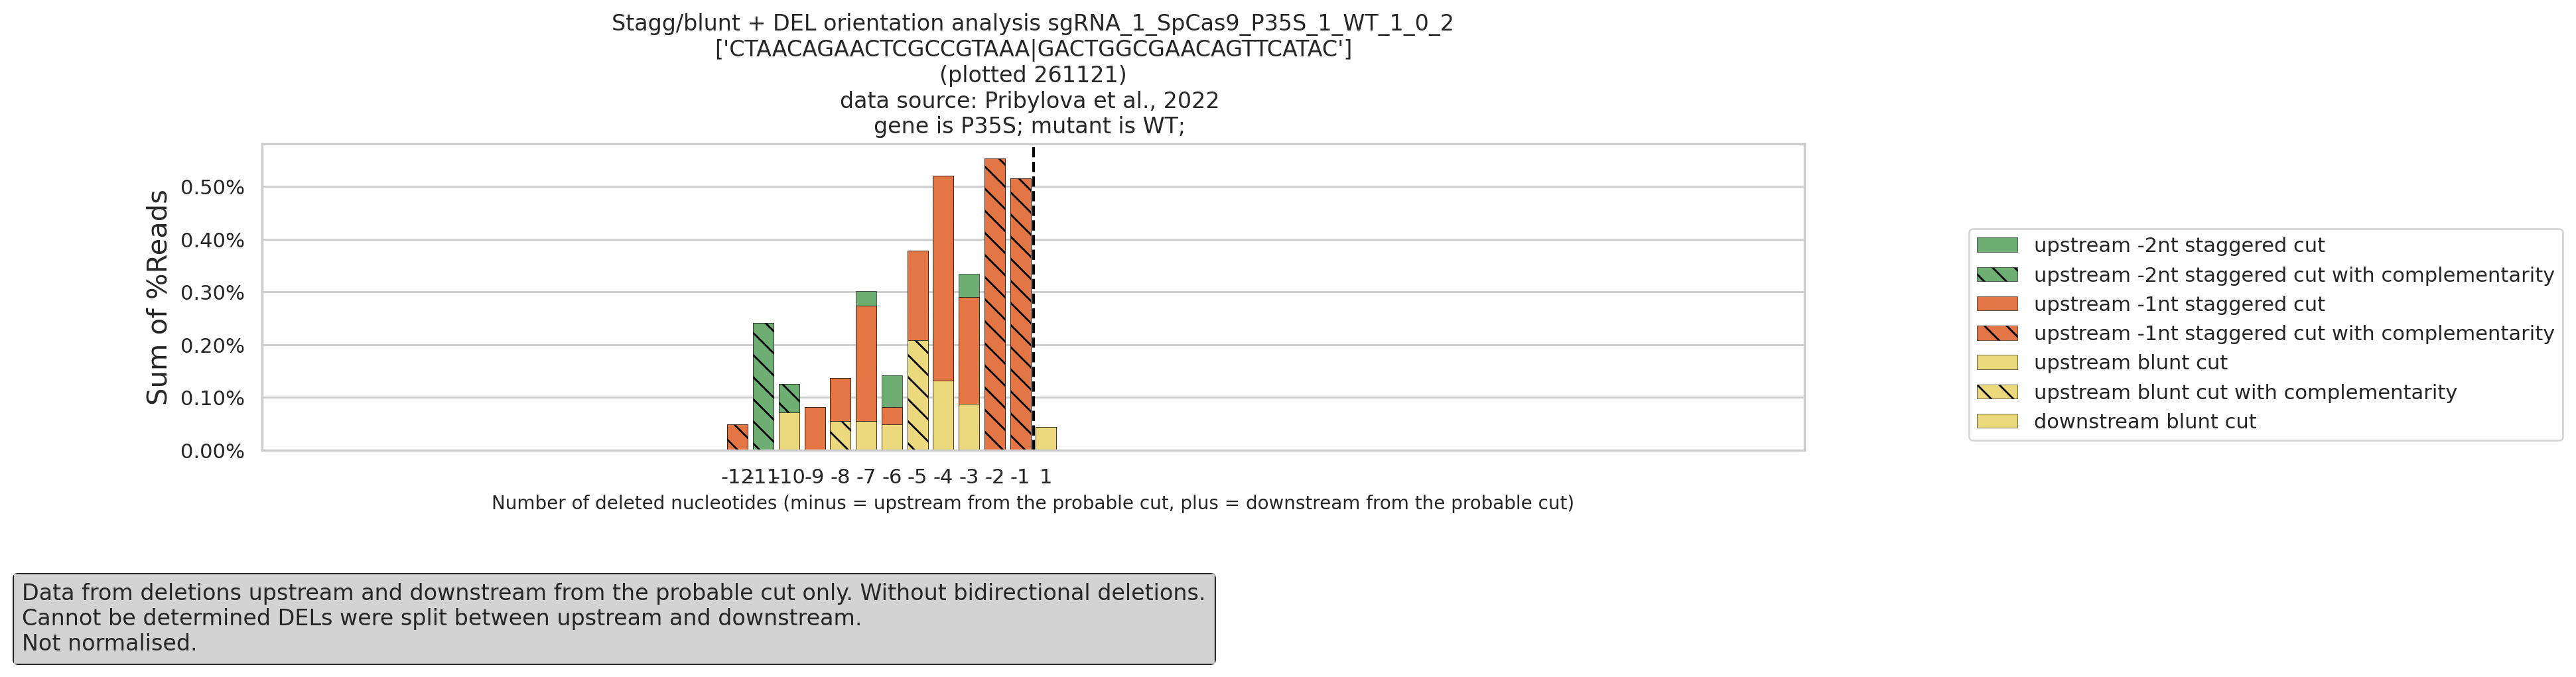 Stagg/blunt + DEL orientation analysis sgRNA_1_SpCas9_P35S_1_WT_1_0_2
['CTAACAGAACTCGCCGTAAA|GACTGGCGAACAGTTCATAC']
(plotted 261121)
data source: Pribylova et al., 2022
gene is P35S; mutant is WT;
Sum of %Reads
0.50%
0.40%
0.30%
0.20%
0.10%
0.00%
-12 -11 -10 -9 -8 -7 -6 -5 -4 -3 -2 -1 1
Number of deleted nucleotides (minus = upstream from the probable cut, plus = downstream from the probable cut)
upstream -2nt staggered cut
upstream -2nt staggered cut with complementarity
upstream -1nt staggered cut
upstream -1nt staggered cut with complementarity
upstream blunt cut
upstream blunt cut with complementarity
downstream blunt cut
Data from deletions upstream and downstream from the probable cut only. Without bidirectional deletions.
Cannot be determined DELs were split between upstream and downstream.
Not normalised.